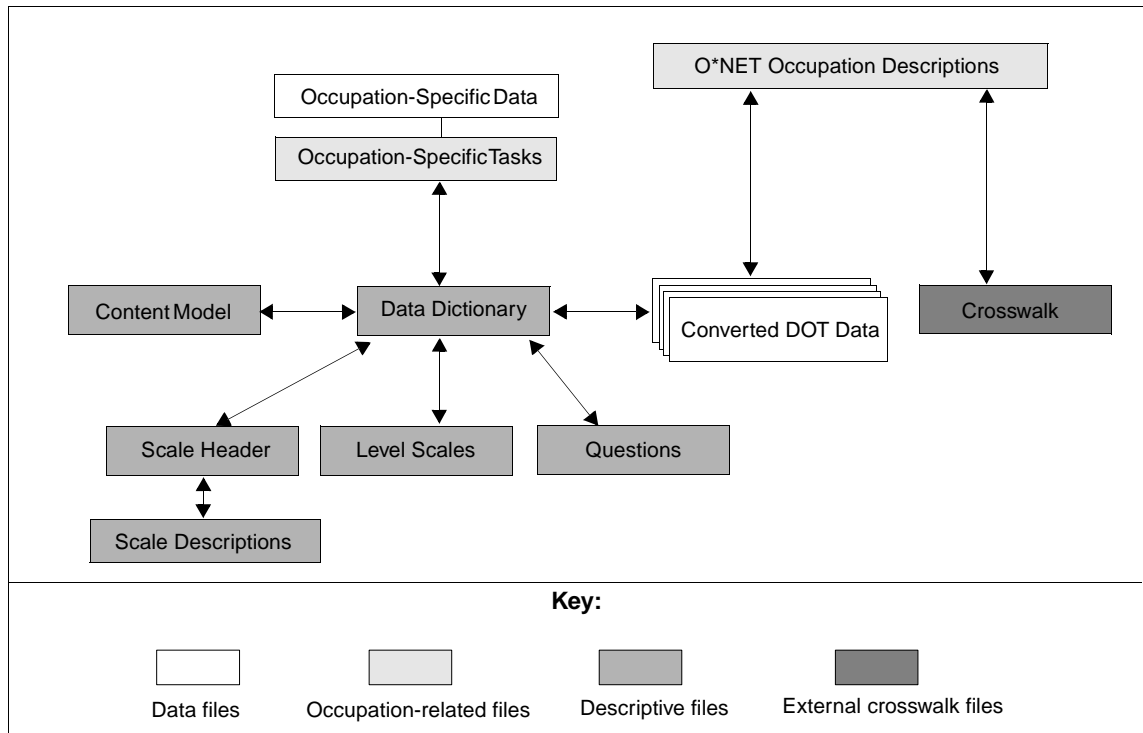 O*NET Occupation Descriptions
Occupation-Specific Data
Occupation-Specific Tasks
Content Model
Data Dictionary
Converted DOT Data
Crosswalk
Scale Header
Level Scales
Questions
Scale Descriptions
Key:
Data files
Occupation-related files
Descriptive files
External crosswalk files